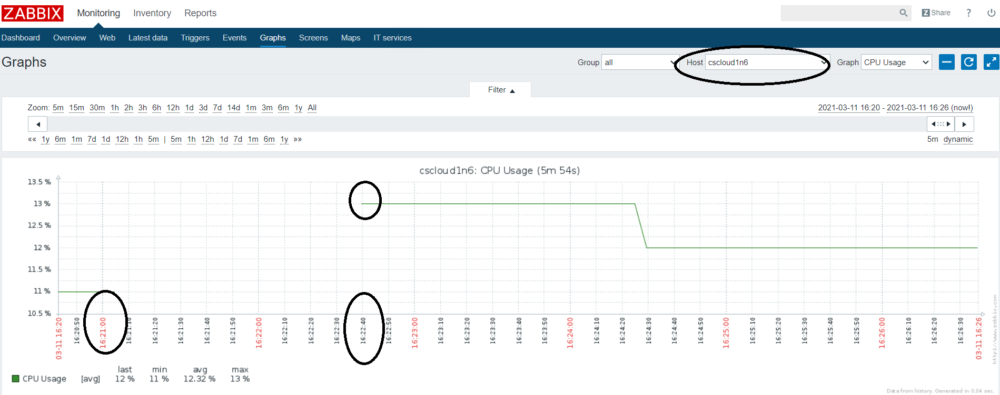 ZABBIX Monitoring Inventory Reports Z Share ?
Dashboard Overview Web Latest data Triggers Events Graphs Screens Maps IT services
Graphs Group all Host cscloud1n6 Graph CPU Usage
Filter ▲
Zoom: 5m 15m 30m 1h 2h 3h 6h 12h 1d 3d 7d 14d 1m 3m 6m 1y All 2021-03-11 16:20 - 2021-03-11 16:26 (now!)
«« 1y 6m 1m 7d 1d 12h 1h 5m | 5m 1h 12h 1d 7d 1m 6m 1y »» 5m dynamic
cscloud1n6: CPU Usage (5m 54s)
13.5 %
13 %
12.5 %
12 %
11.5 %
11 %
10.5 %
03-11 16:20 16:20:50 16:21:00 16:21:10 16:21:20 16:21:30 16:21:40 16:21:50 16:22:00 16:22:10 16:22:20 16:22:30 16:22:40 16:22:50 16:23:00 16:23:10 16:23:20 16:23:30 16:23:40 16:23:50 16:24:00 16:24:10 16:24:20 16:24:30 16:24:40 16:24:50 16:25:00 16:25:10 16:25:20 16:25:30 16:25:40 16:25:50 16:26:00 16:26:10 16:26:20 16:26:30 03-11 16:26
http://www.zabbix.com
last min avg max
CPU Usage [avg] 12 % 11 % 12.32 % 13 %
Data from history. Generated in 0.04 sec.